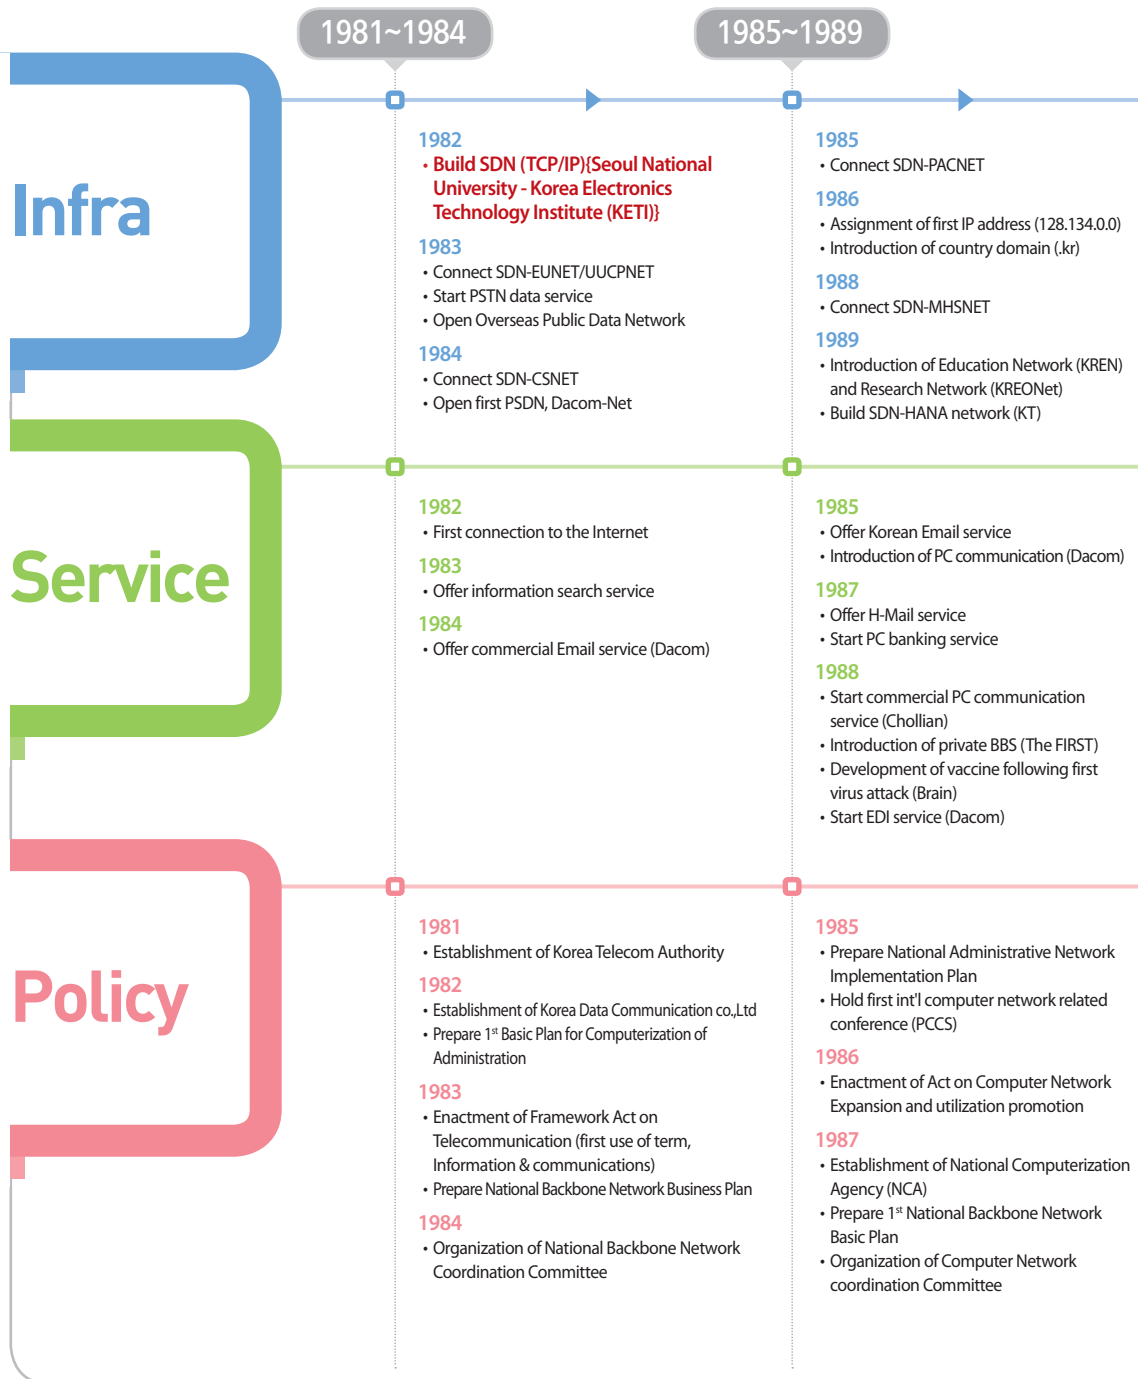 1981~1984
1985~1989
Infra
1982
• Build SDN (TCP/IP){Seoul National
University - Korea Electronics
Technology Institute (KETI)}
1983
• Connect SDN-EUNET/UUCPNET
• Start PSTN data service
• Open Overseas Public Data Network
1984
• Connect SDN-CSNET
• Open first PSDN, Dacom-Net
1985
• Connect SDN-PACNET
1986
• Assignment of first IP address (128.134.0.0)
• Introduction of country domain (.kr)
1988
• Connect SDN-MHSNET
1989
• Introduction of Education Network (KREN)
and Research Network (KREONet)
• Build SDN-HANA network (KT)
Service
1982
• First connection to the Internet
1983
• Offer information search service
1984
• Offer commercial Email service (Dacom)
1985
• Offer Korean Email service
• Introduction of PC communication (Dacom)
1987
• Offer H-Mail service
• Start PC banking service
1988
• Start commercial PC communication
service (Chollian)
• Introduction of private BBS (The FIRST)
• Development of vaccine following first
virus attack (Brain)
• Start EDI service (Dacom)
Policy
1981
• Establishment of Korea Telecom Authority
1982
• Establishment of Korea Data Communication co.,Ltd
• Prepare 1st Basic Plan for Computerization of
Administration
1983
• Enactment of Framework Act on
Telecommunication (first use of term,
Information & communications)
• Prepare National Backbone Network Business Plan
1984
• Organization of National Backbone Network
Coordination Committee
1985
• Prepare National Administrative Network
Implementation Plan
• Hold first int'l computer network related
conference (PCCS)
1986
• Enactment of Act on Computer Network
Expansion and utilization promotion
1987
• Establishment of National Computerization
Agency (NCA)
• Prepare 1st National Backbone Network
Basic Plan
• Organization of Computer Network
coordination Committee